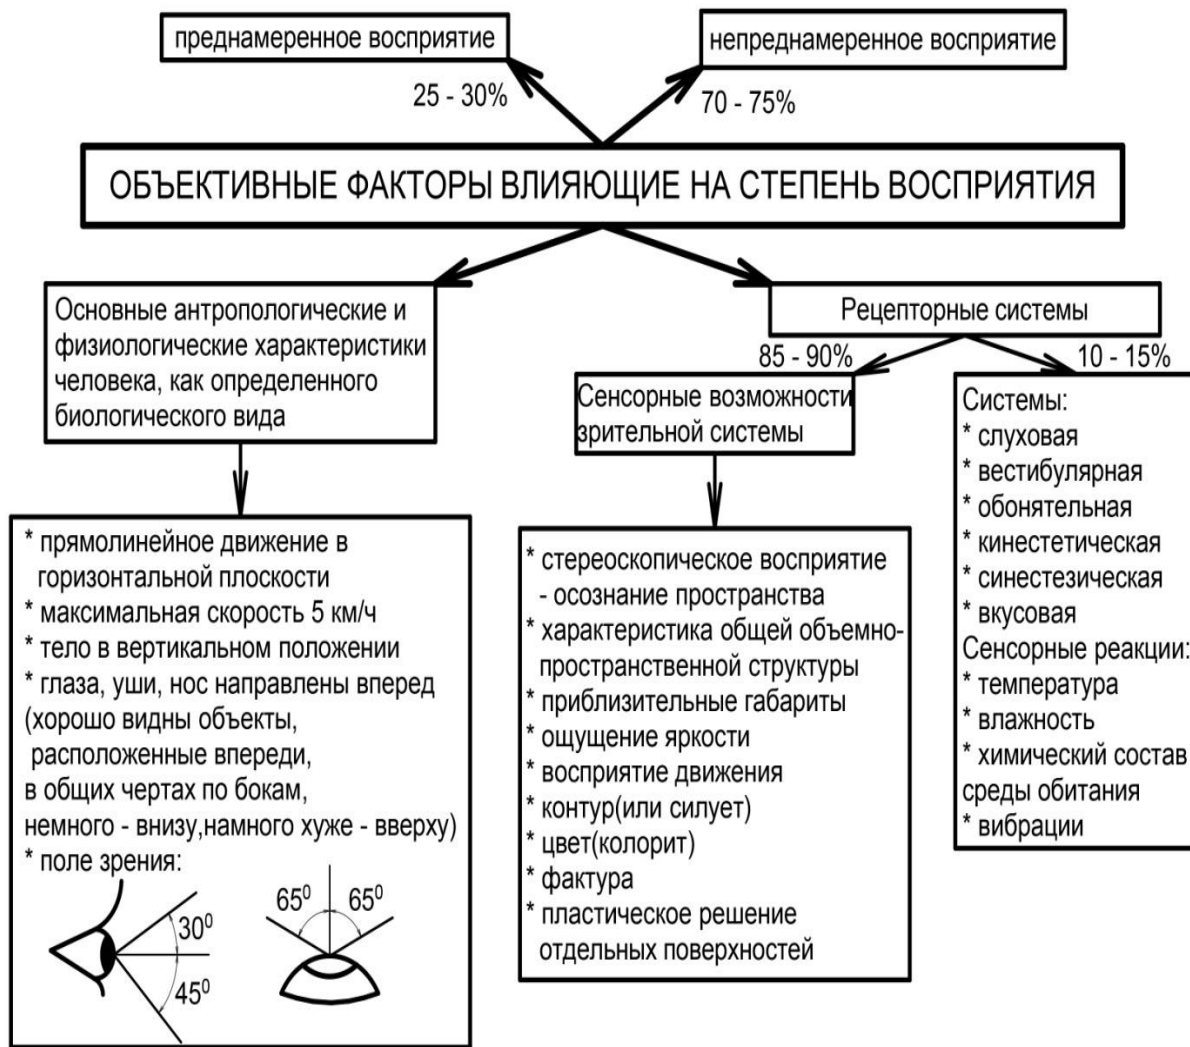 преднамеренное восприятие
непреднамеренное восприятие
25 - 30%
70 - 75%
ОБЪЕКТИВНЫЕ ФАКТОРЫ ВЛИЯЮЩИЕ НА СТЕПЕНЬ ВОСПРИЯТИЯ
Основные антропологические и
физиологические характеристики
человека, как определенного
биологического вида
Рецепторные системы
85 - 90%
10 - 15%
Сенсорные возможности
зрительной системы
Системы:
* слуховая
* вестибулярная
* обонятельная
* кинестетическая
* синестезическая
* вкусовая
Сенсорные реакции:
* температура
* влажность
* химический состав
среды обитания
* вибрации
* прямолинейное движение в
горизонтальной плоскости
* максимальная скорость 5 км/ч
* тело в вертикальном положении
* глаза, уши, нос направлены вперед
(хорошо видны объекты,
расположенные впереди,
в общих чертах по бокам,
немного - внизу,намного хуже - вверху)
* поле зрения:
30⁰
45⁰
65⁰ 65⁰
* стереоскопическое восприятие
- осознание пространства
* характеристика общей объемно-
пространственной структуры
* приблизительные габариты
* ощущение яркости
* восприятие движения
* контур(или силует)
* цвет(колорит)
* фактура
* пластическое решение
отдельных поверхностей